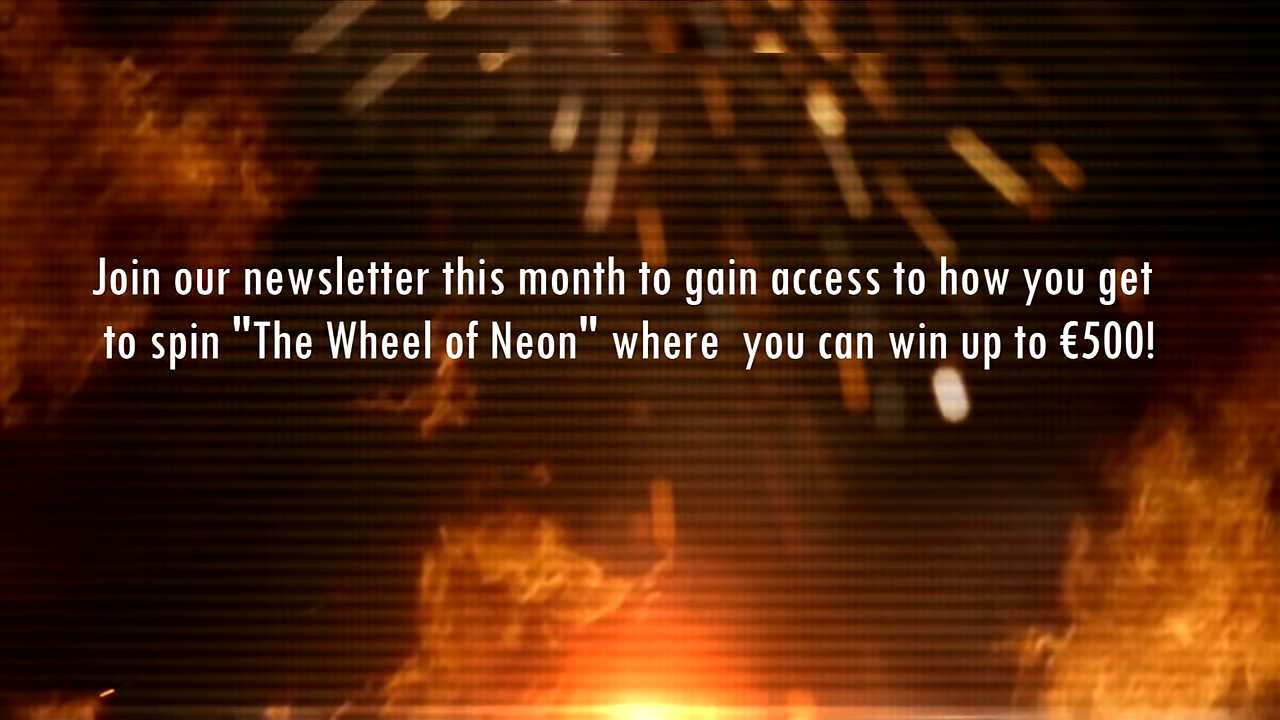 Join our newsletter this month to gain access to how you get
to spin "The Wheel of Neon" where  you can win up to €500!